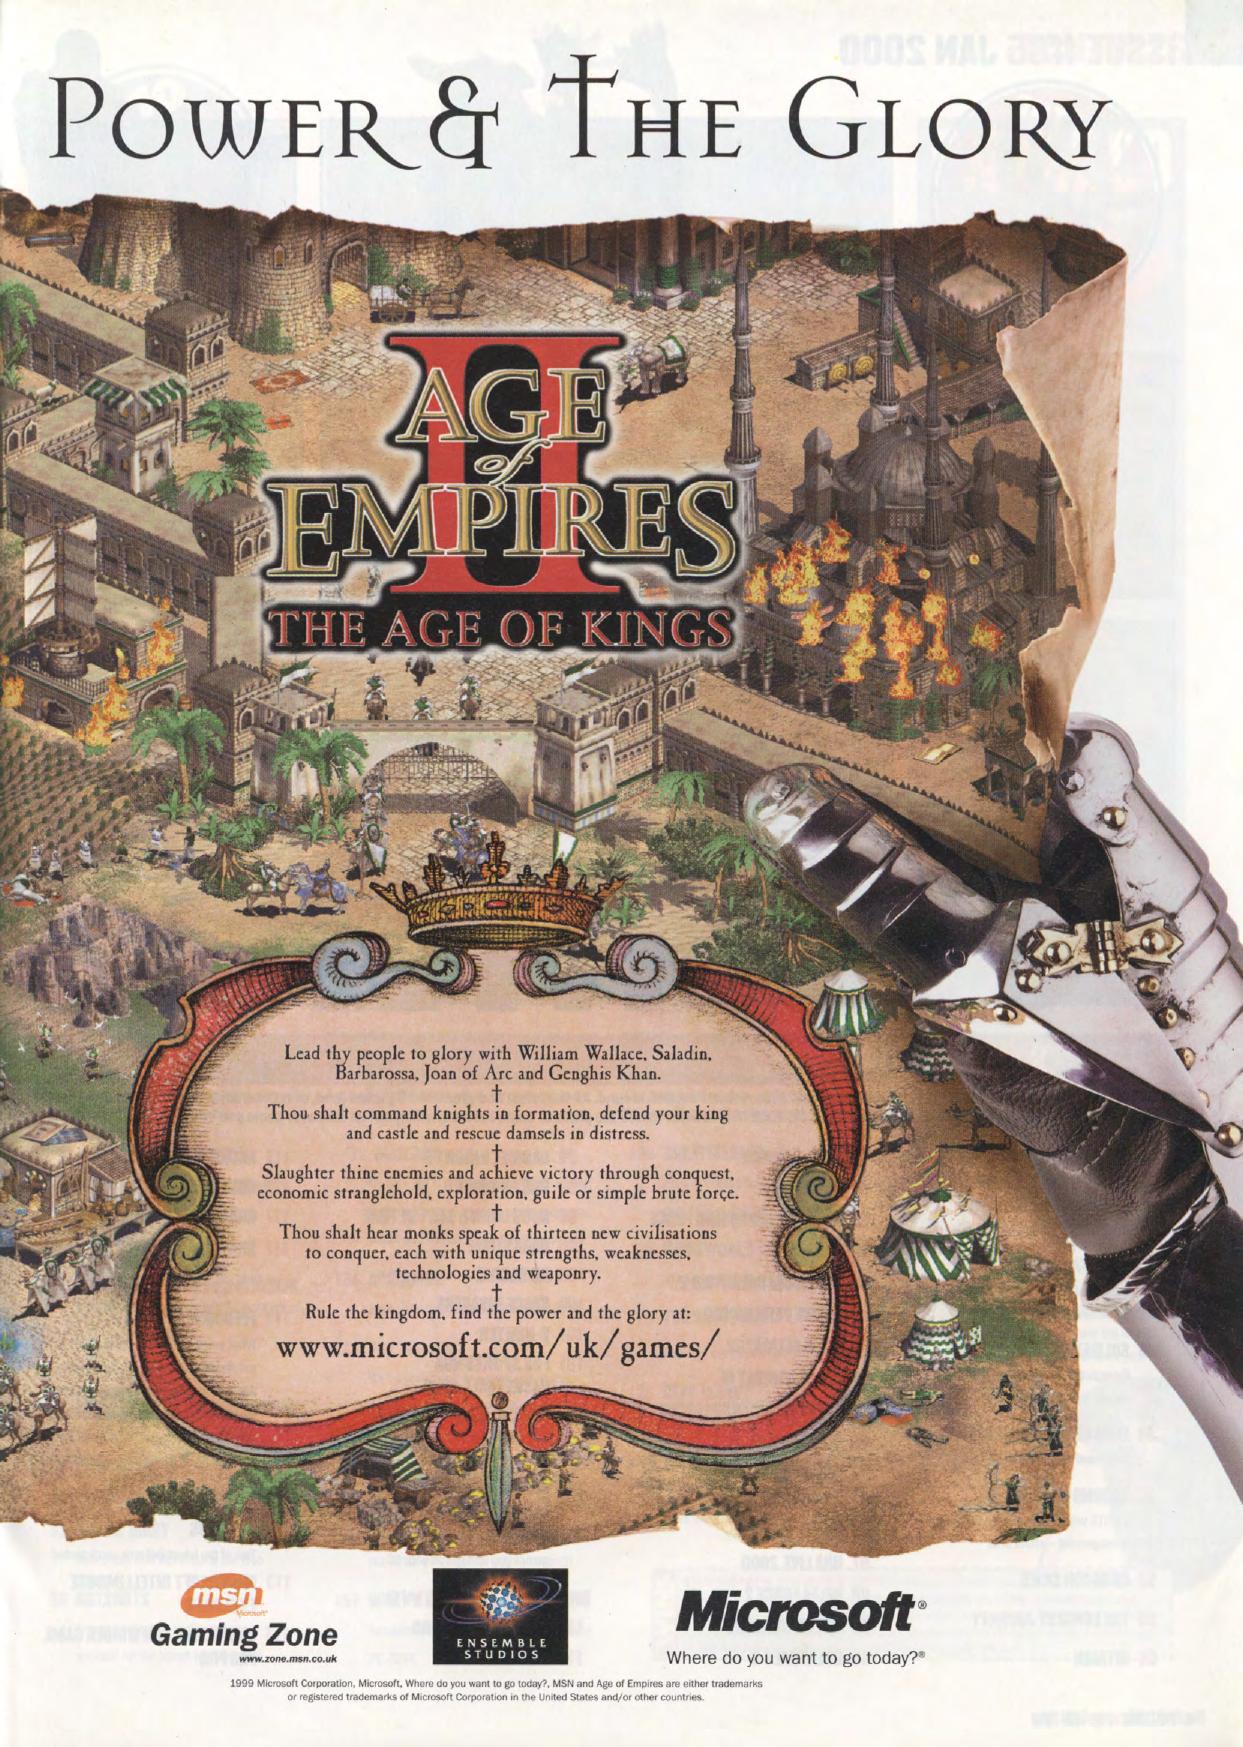 POWER & THE GLORY
AGE
of
EMPIRES
II
THE AGE OF KINGS
Lead thy people to glory with William Wallace, Saladin,
Barbarossa, Joan of Arc and Genghis Khan.
†
Thou shalt command knights in formation, defend your king
and castle and rescue damsels in distress.
†
Slaughter thine enemies and achieve victory through conquest,
economic stranglehold, exploration, guile or simple brute force.
†
Thou shalt hear monks speak of thirteen new civilisations
to conquer, each with unique strengths, weaknesses,
technologies and weaponry.
†
Rule the kingdom, find the power and the glory at:
www.microsoft.com/uk/games/
msn
Microsoft®
Gaming Zone
www.zone.msn.co.uk
ENSEMBLE
STUDIOS
Microsoft®
Where do you want to go today?®
1999 Microsoft Corporation, Microsoft, Where do you want to go today?, MSN and Age of Empires are either trademarks
or registered trademarks of Microsoft Corporation in the United States and/or other countries.